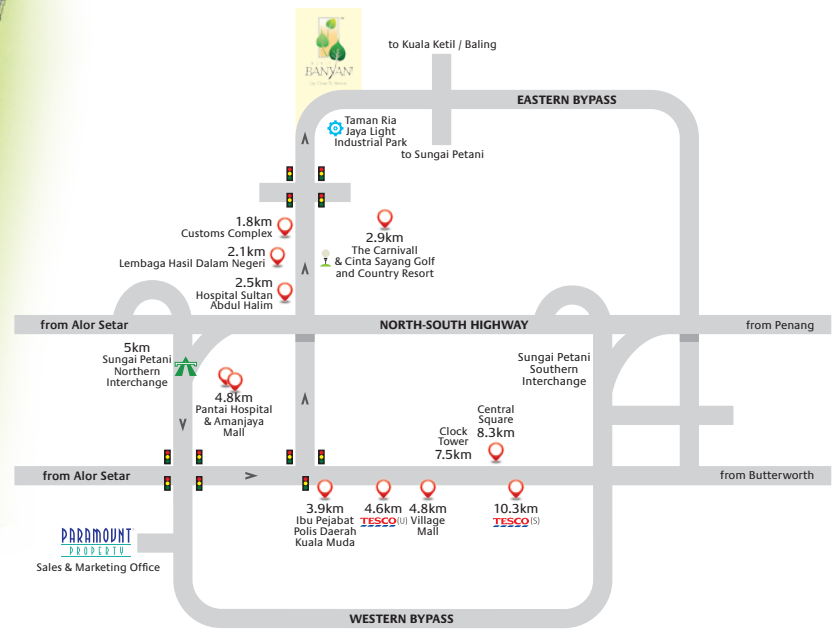 BANYAN
to Kuala Ketil / Baling
EASTERN BYPASS
Taman Ria
Jaya Light
Industrial Park
to Sungai Petani
1.8km
Customs Complex
2.1km
Lembaga Hasil Dalam Negeri
2.5km
Hospital Sultan
Abdul Halim
2.9km
The Carnivall
& Cinta Sayang Golf
and Country Resort
from Alor Setar
NORTH-SOUTH HIGHWAY
from Penang
5km
Sungai Petani
Northern
Interchange
4.8km
Pantai Hospital
& Amanjaya
Mall
Sungai Petani
Southern
Interchange
Central
Square
8.3km
Clock
Tower
7.5km
from Alor Setar
from Butterworth
3.9km
Ibu Pejabat
Polis Daerah
Kuala Muda
4.6km
TESCO (U)
4.8km
Village
Mall
10.3km
TESCO (S)
PARAMOUNT
PROPERTY
Sales & Marketing Office
WESTERN BYPASS